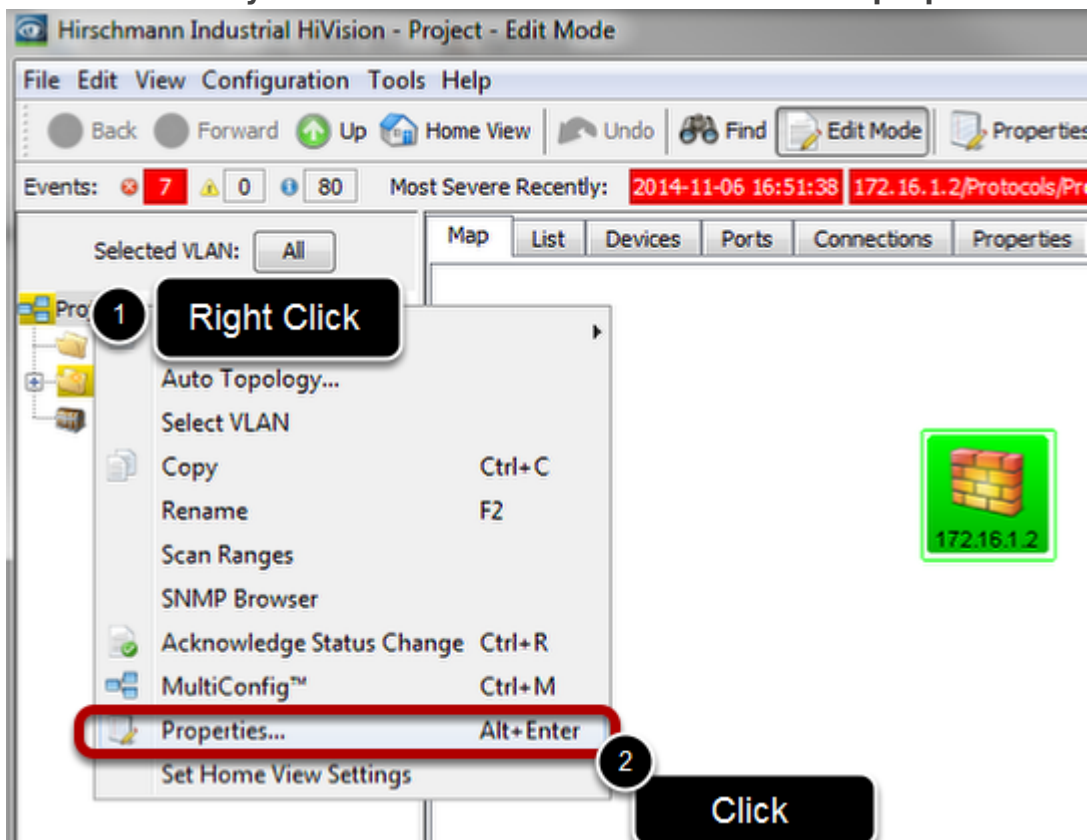 Hirschmann Industrial HiVision - Project - Edit Mode
File Edit View Configuration Tools Help
Back Forward Up Home View Undo Find Edit Mode Properties
Events: 7 0 80 Most Severe Recently: 2014-11-06 16:51:38 172.16.1.2/Protocols/Pro
Selected VLAN: All
Map List Devices Ports Connections Properties
Proj
1 Right Click
Auto Topology...
Select VLAN
Copy Ctrl+C
Rename F2
Scan Ranges
SNMP Browser
Acknowledge Status Change Ctrl+R
MultiConfig™ Ctrl+M
Properties... Alt+Enter
Set Home View Settings
2 Click
172.16.1.2